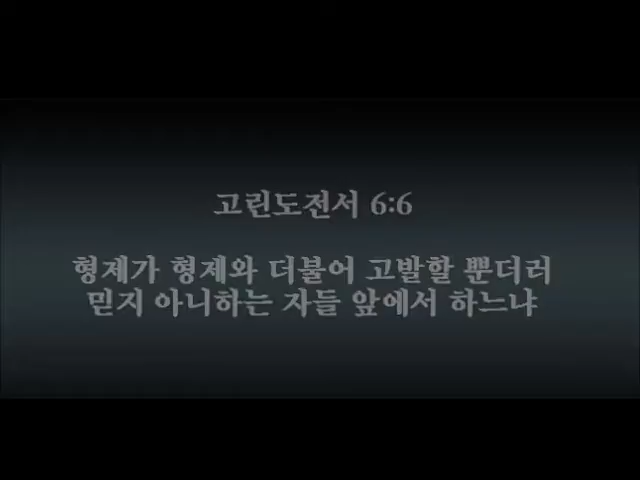 고린도전서 6:6
형제가 형제와 더불어 고발할 뿐더러
믿지 아니하는 자들 앞에서 하느냐